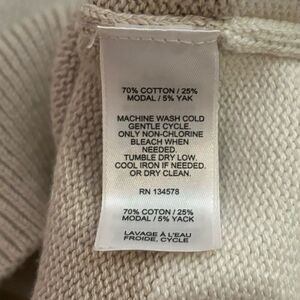 70% COTTON / 25%
MODAL / 5% YAK
MACHINE WASH COLD
GENTLE CYCLE.
ONLY NON-CHLORINE
BLEACH WHEN
NEEDED.
TUMBLE DRY LOW.
COOL IRON IF NEEDED.
OR DRY CLEAN.
RN 134578
70% COTTON / 25%
MODAL / 5% YACK
LAVAGE À L'EAU
FROIDE, CYCLE